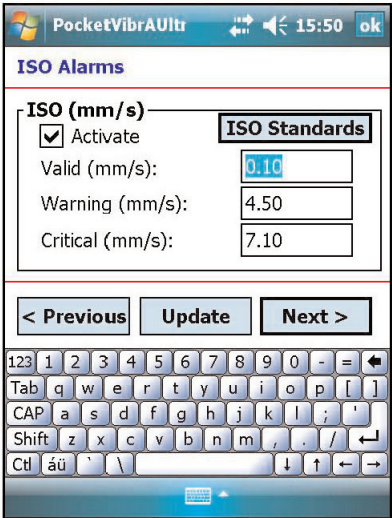 PocketVibrAUltr 15:50 ok
ISO Alarms
ISO (mm/s)
Activate ISO Standards
Valid (mm/s): 0.10
Warning (mm/s): 4.50
Critical (mm/s): 7.10
< Previous Update Next >
123 1 2 3 4 5 6 7 8 9 0 - =
Tab q w e r t y u i o p [ ]
CAP a s d f g h j k l ; '
Shift z x c v b n m , . /
Ctl áü ` \